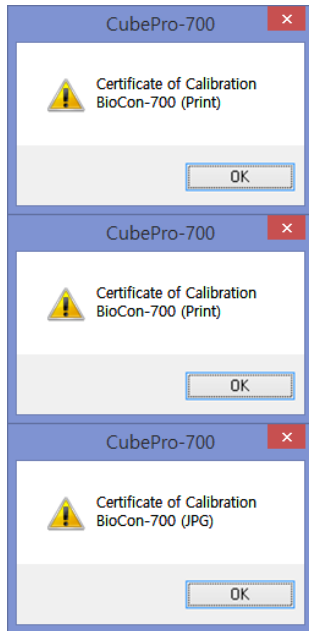 CubePro-700
Certificate of Calibration
BioCon-700 (Print)
OK
CubePro-700
Certificate of Calibration
BioCon-700 (Print)
OK
CubePro-700
Certificate of Calibration
BioCon-700 (JPG)
OK